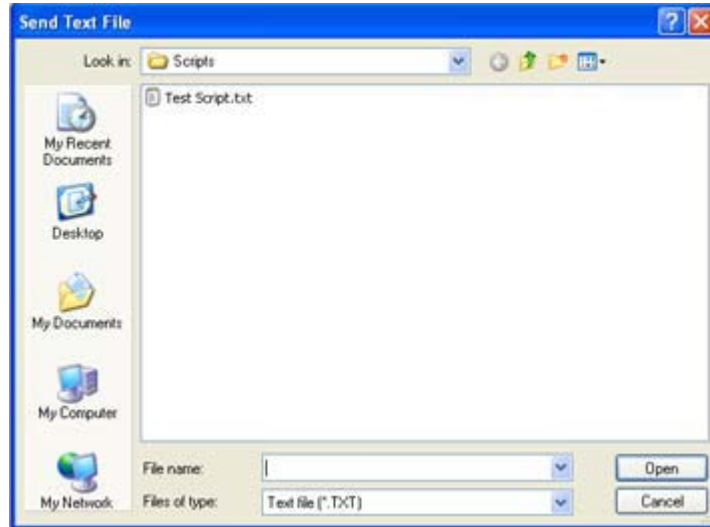 Send Text File
Look in:
Scripts
Test Script.txt
My Recent
Documents
Desktop
My Documents
My Computer
My Network
File name:
Open
Files of type:
Text file (*.TXT)
Cancel